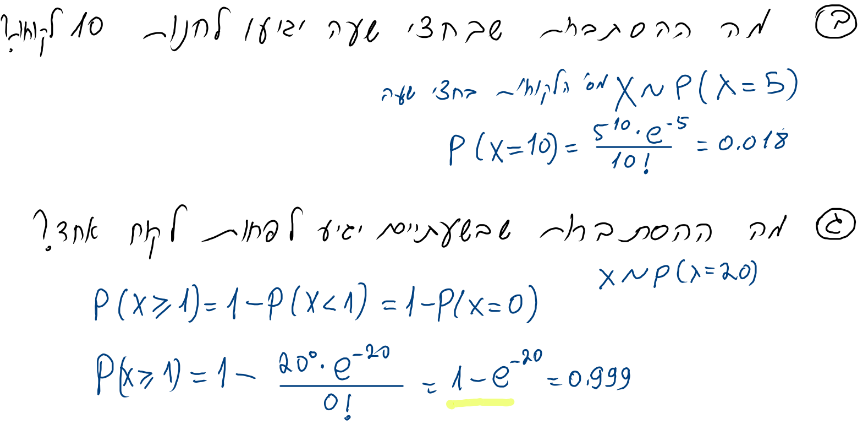 ב) מה ההסתברות שבחצי שעה יגיעו לחנות 10 לקוחות?
X ~ P(λ=5) מס' הלקוחות בחצי שעה
P(X=10) = 5^10 · e^-5 / 10! = 0.018
ג) מה ההסתברות שבשעתיים יגיע לפחות לקוח אחד?
X ~ P(λ=20)
P(X ≥ 1) = 1 - P(X < 1) = 1 - P(X=0)
P(X ≥ 1) = 1 - 20^0 · e^-20 / 0! = 1 - e^-20 = 0.999